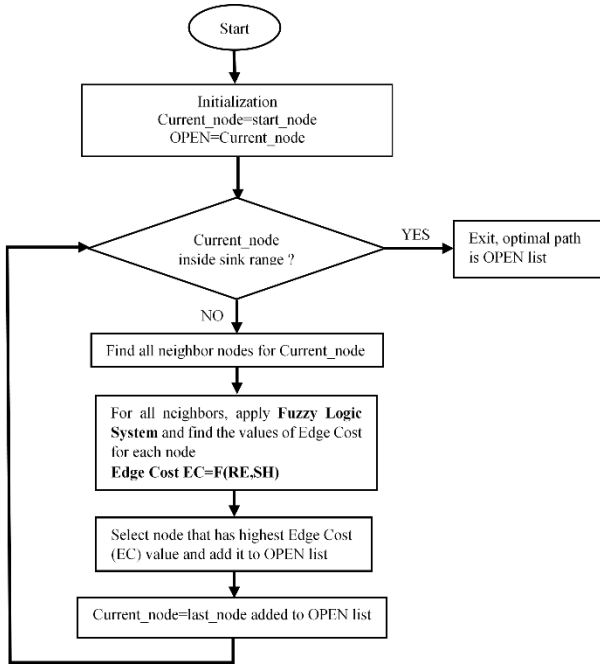 Start
Initialization
Current_node=start_node
OPEN=Current_node
Current_node
inside sink range ?
YES
Exit, optimal path
is OPEN list
NO
Find all neighbor nodes for Current_node
For all neighbors, apply Fuzzy Logic
System and find the values of Edge Cost
for each node
Edge Cost EC=F(RE,SH)
Select node that has highest Edge Cost
(EC) value and add it to OPEN list
Current_node=last_node added to OPEN list